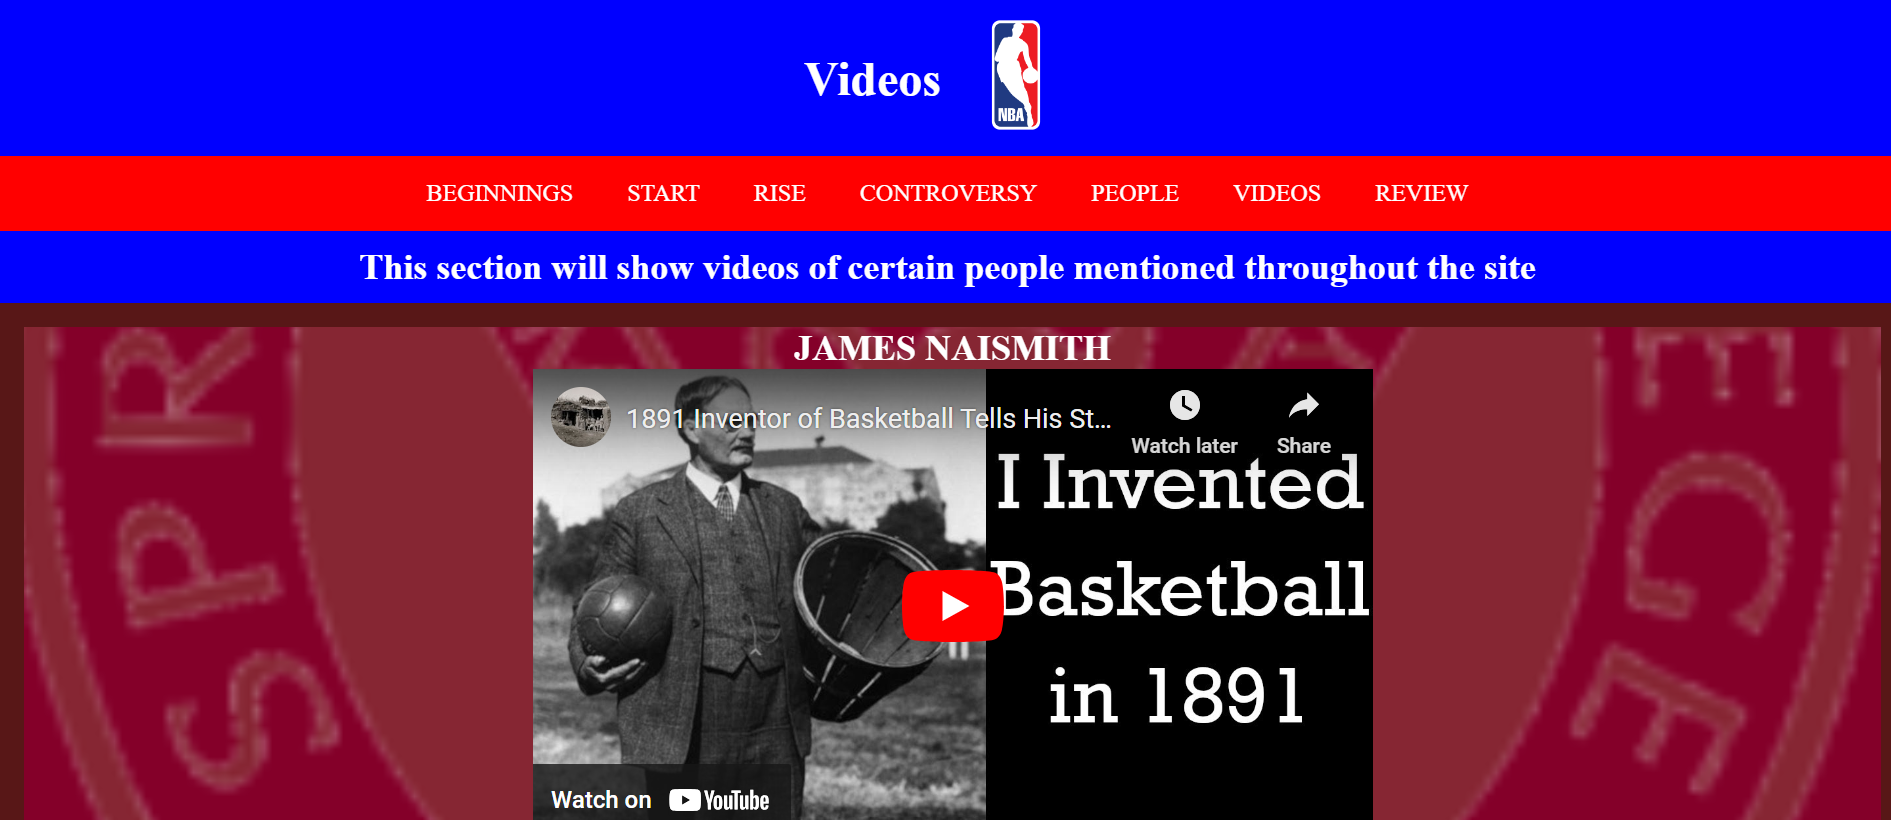 Videos
NBA
BEGINNINGS START RISE CONTROVERSY PEOPLE VIDEOS REVIEW
This section will show videos of certain people mentioned throughout the site
JAMES NAISMITH
1891 Inventor of Basketball Tells His St...
Watch later Share
I Invented
Basketball
in 1891
Watch on YouTube
SPR
EGE